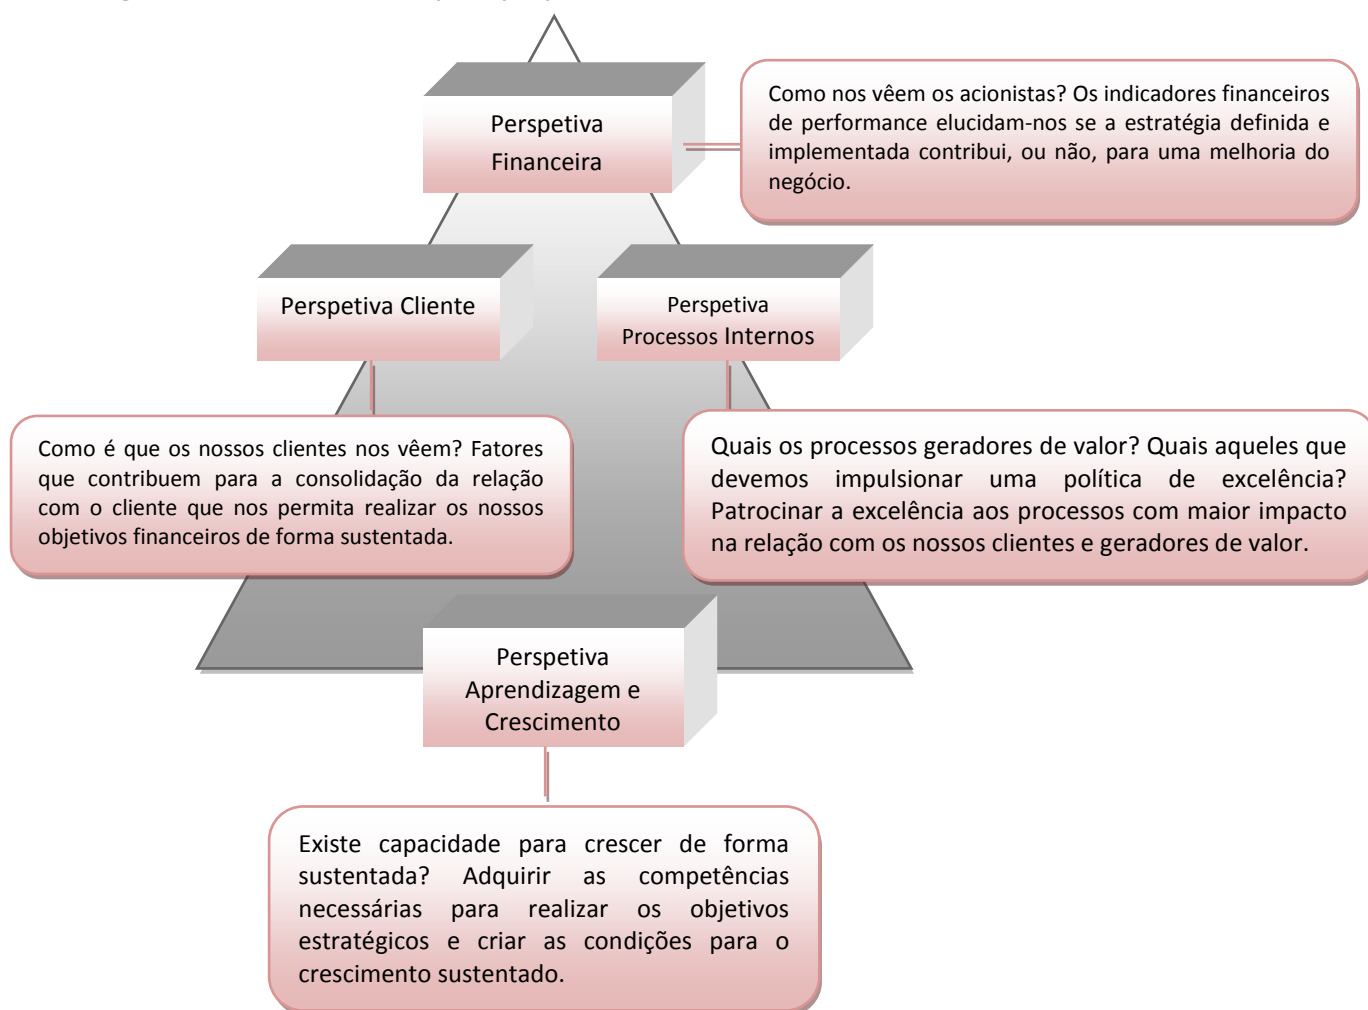 Perspetiva
Financeira
Como nos vêem os acionistas? Os indicadores financeiros
de performance elucidam-nos se a estratégia definida e
implementada contribui, ou não, para uma melhoria do
negócio.
Perspetiva Cliente
Perspetiva
Processos Internos
Como é que os nossos clientes nos vêem? Fatores
que contribuem para a consolidação da relação
com o cliente que nos permita realizar os nossos
objetivos financeiros de forma sustentada.
Quais os processos geradores de valor? Quais aqueles que
devemos impulsionar uma política de excelência?
Patrocinar a excelência aos processos com maior impacto
na relação com os nossos clientes e geradores de valor.
Perspetiva
Aprendizagem e
Crescimento
Existe capacidade para crescer de forma
sustentada? Adquirir as competências
necessárias para realizar os objetivos
estratégicos e criar as condições para o
crescimento sustentado.